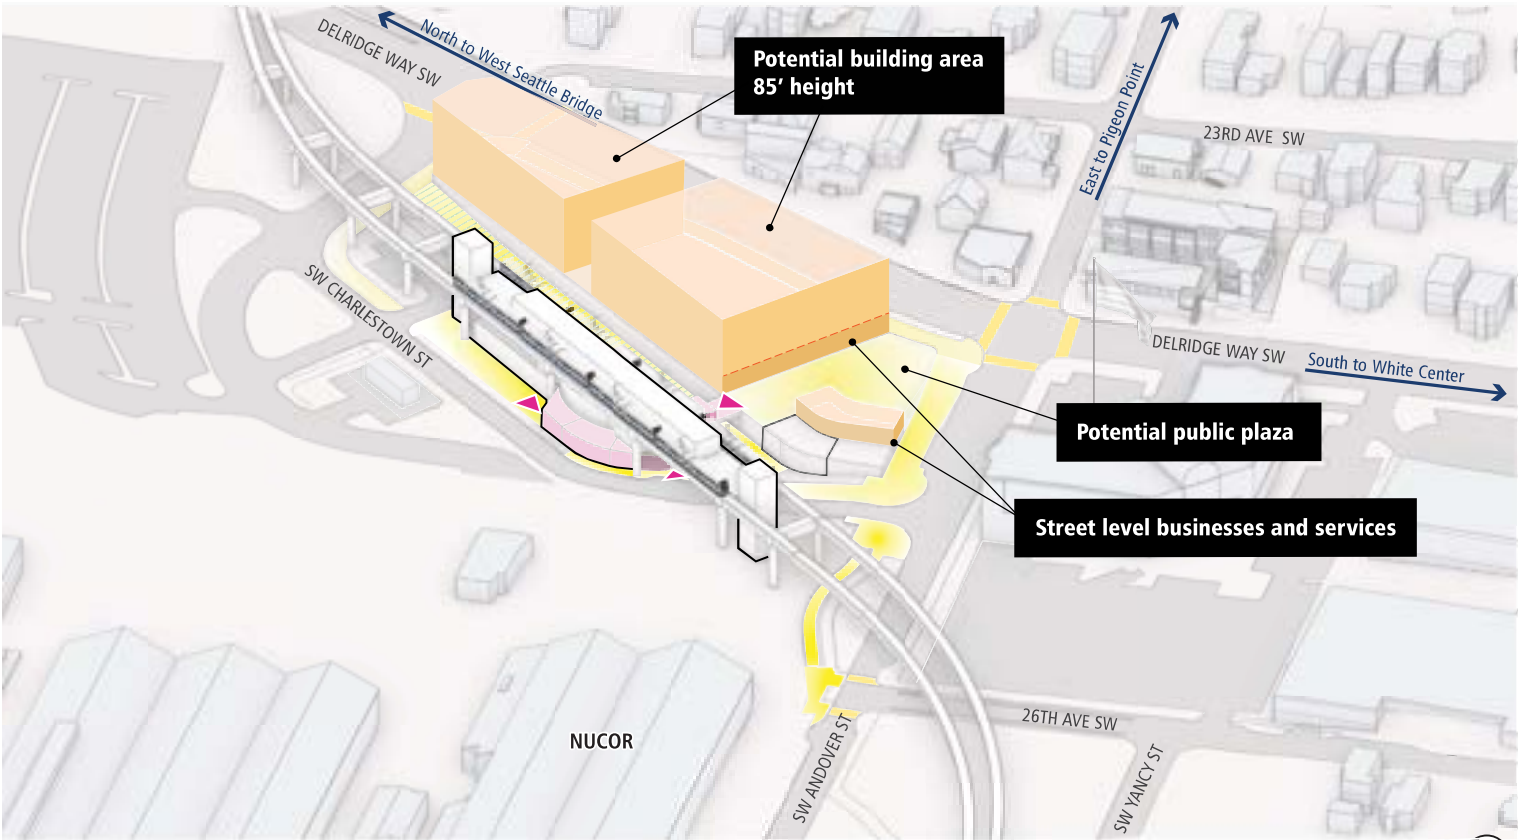 DELRIDGE WAY SW
North to West Seattle Bridge
Potential building area
85’ height
East to Pigeon Point
23RD AVE SW
SW CHARLESTOWN ST
DELRIDGE WAY SW
South to White Center
Potential public plaza
Street level businesses and services
NUCOR
26TH AVE SW
SW ANDOVER ST
SW YANCY ST